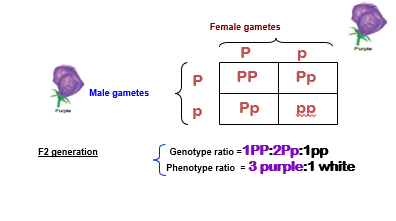 Female gametes
Purple
P p
Male gametes
P PP Pp
p Pp pp
Purple
F2 generation
Genotype ratio =1PP:2Pp:1pp
Phenotype ratio = 3 purple:1 white